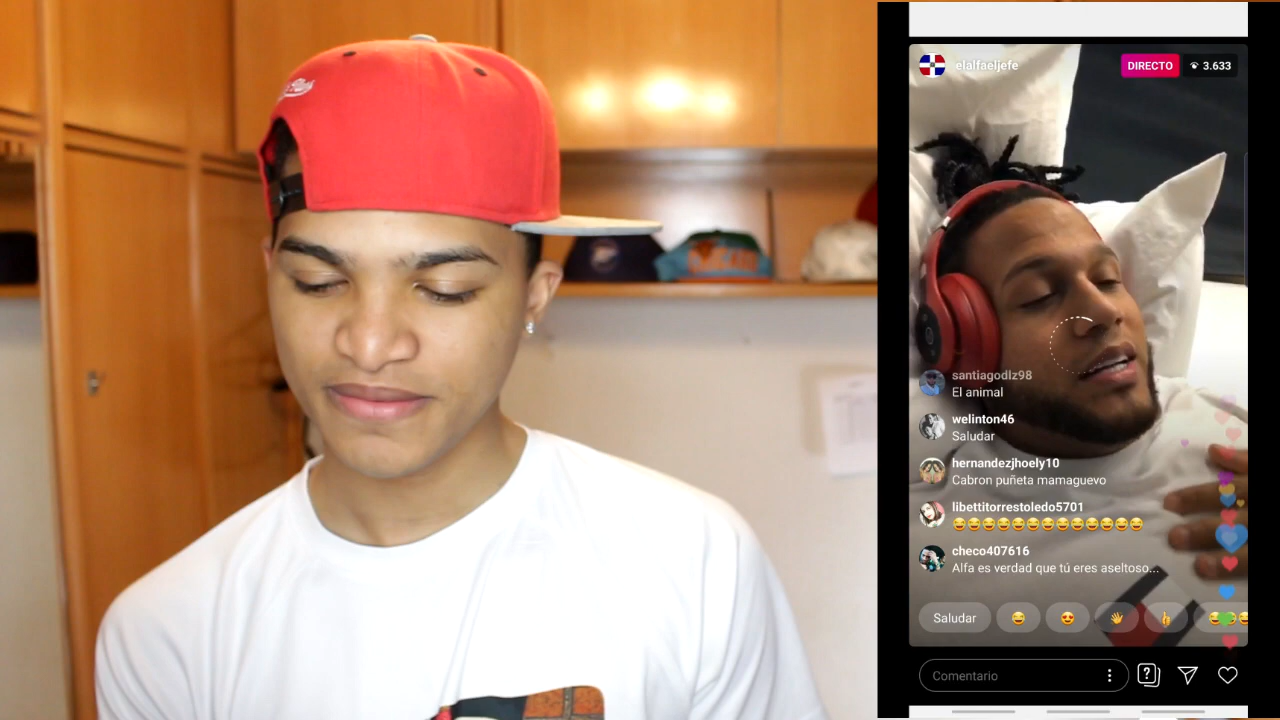 elalfaeljefe
DIRECTO
3.633
santiagodlz98
El animal
welinton46
Saludar
hernandezjhoely10
Cabron puñeta mamaguevo
libettitorrestoledo5701
😂😂😂😂😂😂😂😂😂😂😂😂😂
checo407616
Alfa es verdad que tú eres aseltoso...
Saludar
Comentario